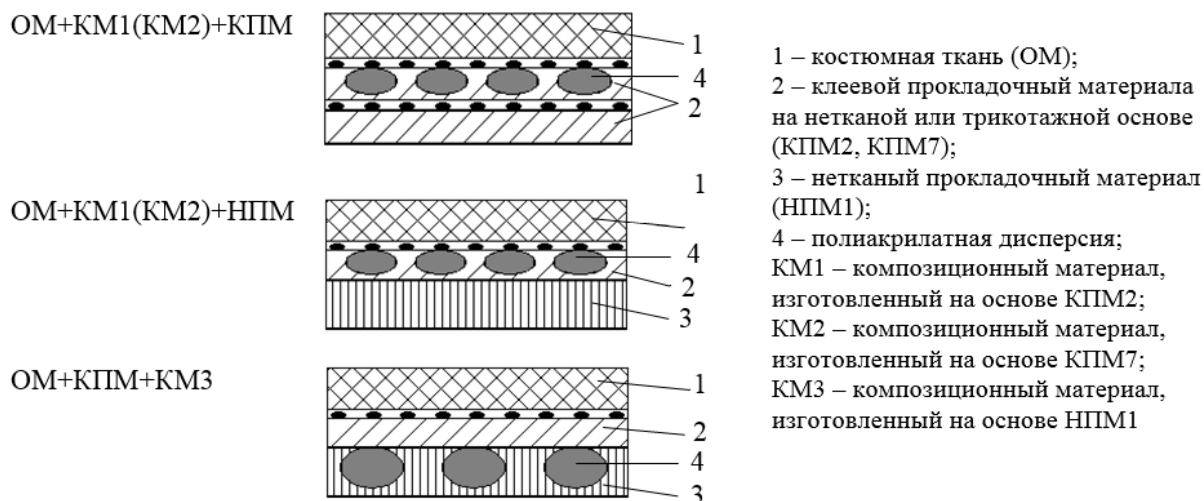 ОМ+КМ1(КМ2)+КПМ
1
4
2
ОМ+КМ1(КМ2)+НПМ
1
4
2
3
ОМ+КПМ+КМ3
1
2
4
3
1 – костюмная ткань (ОМ);
2 – клеевой прокладочный материала
на нетканой или трикотажной основе
(КПМ2, КПМ7);
3 – нетканый прокладочный материал
(НПМ1);
4 – полиакрилатная дисперсия;
КМ1 – композиционный материал,
изготовленный на основе КПМ2;
КМ2 – композиционный материал,
изготовленный на основе КПМ7;
КМ3 – композиционный материал,
изготовленный на основе НПМ1